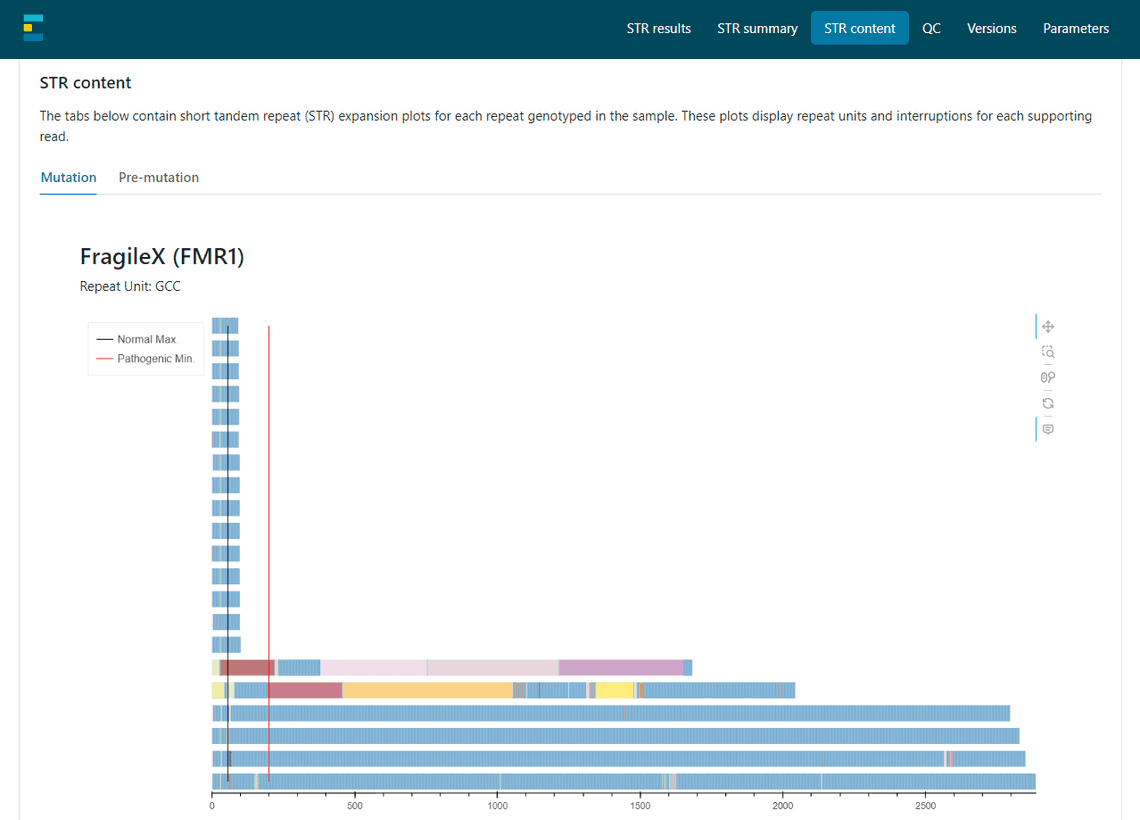 STR results STR summary STR content QC Versions Parameters
STR content
The tabs below contain short tandem repeat (STR) expansion plots for each repeat genotyped in the sample. These plots display repeat units and interruptions for each supporting
read.
Mutation Pre-mutation
FragileX (FMR1)
Repeat Unit: GCC
Normal Max.
Pathogenic Min.
0 500 1000 1500 2000 2500